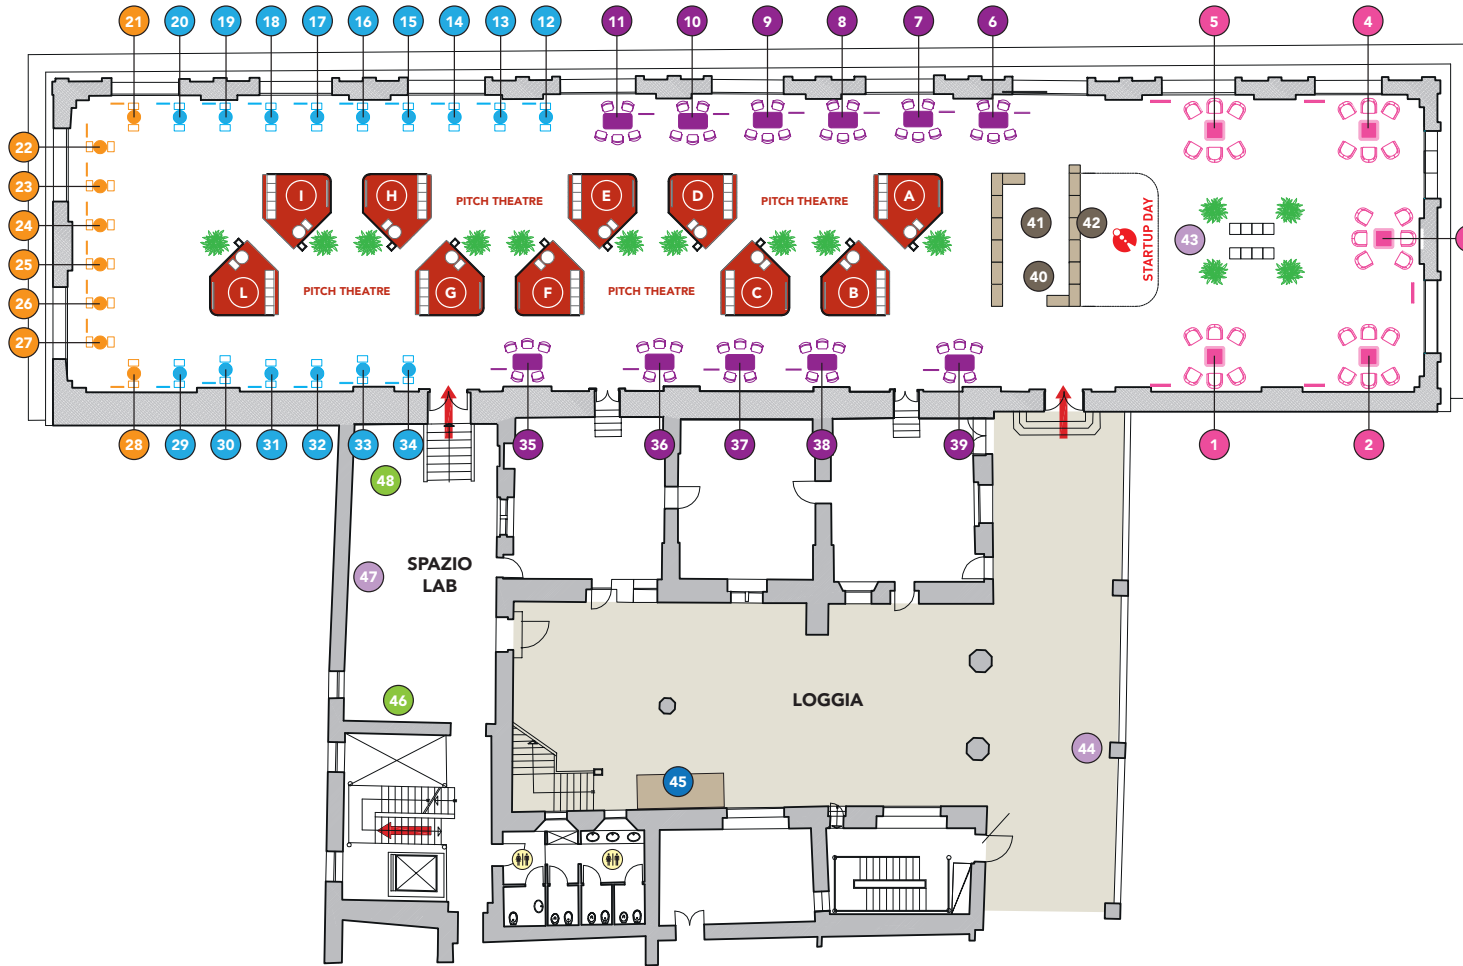 21 20 19 18 17 16 15 14 13 12 11 10 9 8 7 6 5 4
22
23
24
25
26
27
I H E D A
PITCH THEATRE PITCH THEATRE
L G F C B
PITCH THEATRE PITCH THEATRE
41 42
40
STARTUP DAY
43
28 29 30 31 32 33 34 35 36 37 38 39 1 2
48
47
SPAZIO
LAB
46
LOGGIA
44
45